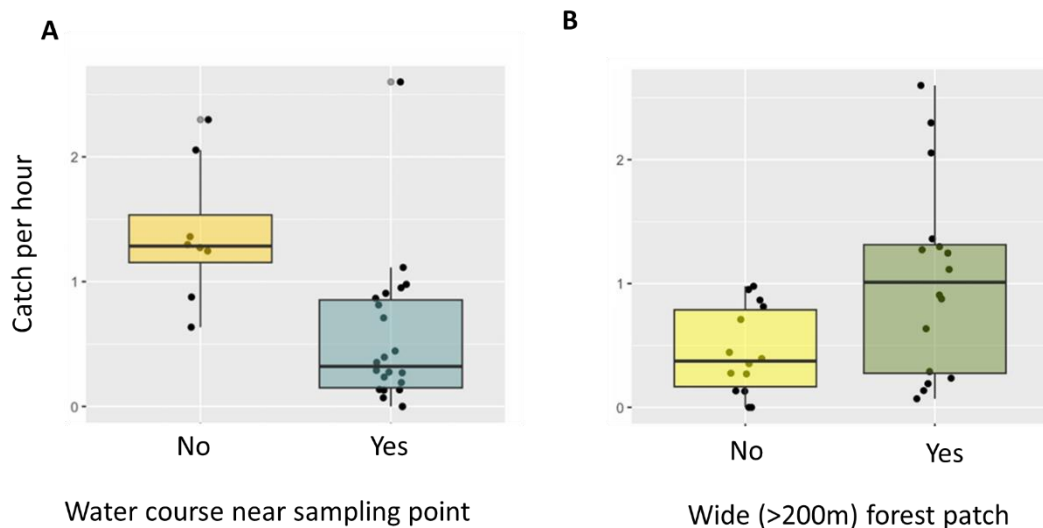 A
B
Catch per hour
2
1
0
No
Yes
Water course near sampling point
2
1
0
No
Yes
Wide (>200m) forest patch